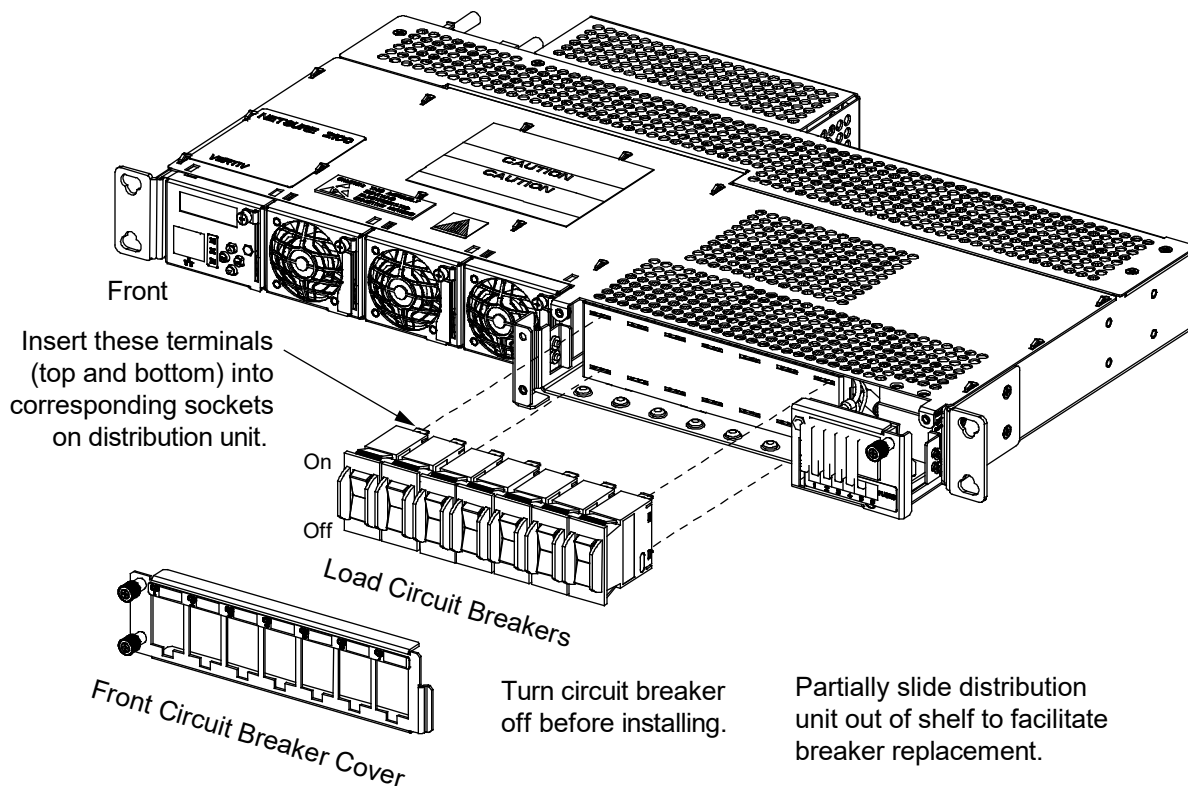 NETSURE 2100
VERTIV
CAUTION
CAUTION
Front
Insert these terminals
(top and bottom) into
corresponding sockets
on distribution unit.
On
Off
Load Circuit Breakers
Front Circuit Breaker Cover
Turn circuit breaker
off before installing.
Partially slide distribution
unit out of shelf to facilitate
breaker replacement.